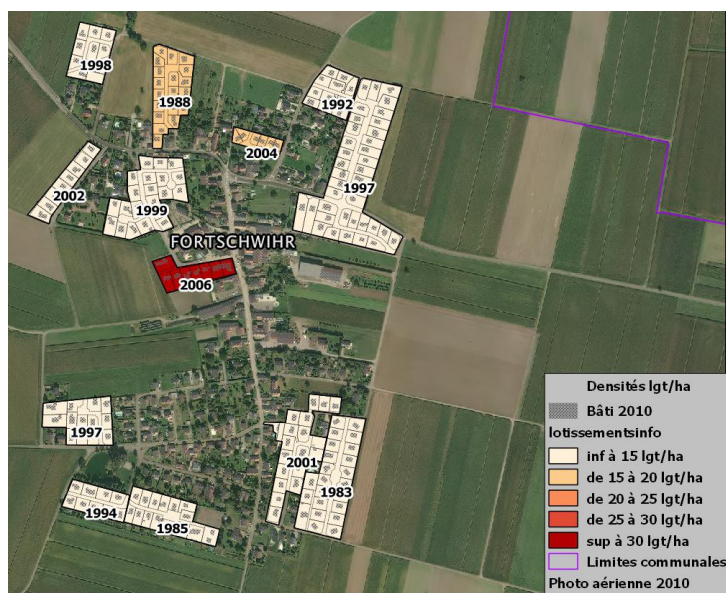 1998
1988
1992
2004
1997
2002
1999
FORTSCHWIHR
2006
1997
2001
1983
1994
1985
Densités lgt/ha
Bâti 2010
lotissementsinfo
inf à 15 lgt/ha
de 15 à 20 lgt/ha
de 20 à 25 lgt/ha
de 25 à 30 lgt/ha
sup à 30 lgt/ha
Limites communales
Photo aérienne 2010